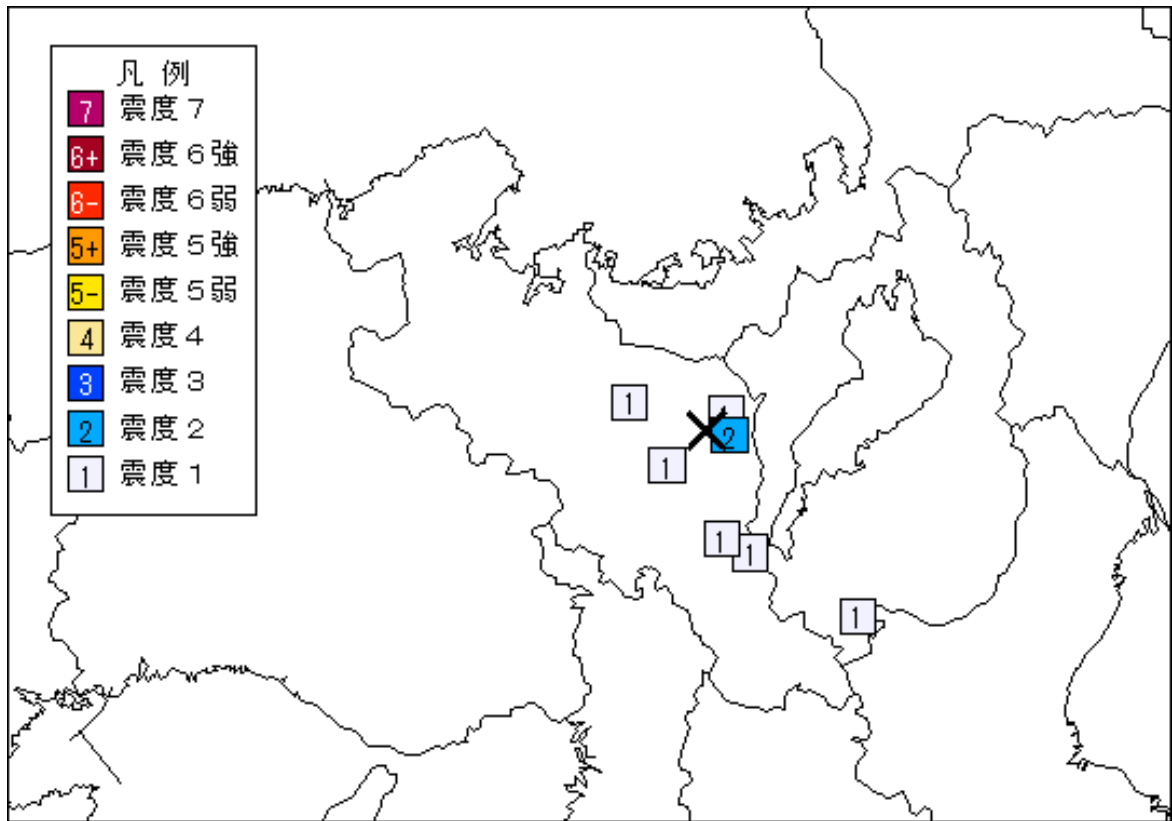 凡 例
7 震度７
6+ 震度６強
6- 震度６弱
5+ 震度５強
5- 震度５弱
4 震度４
3 震度３
2 震度２
1 震度１
1
1
2
1
1
1
1